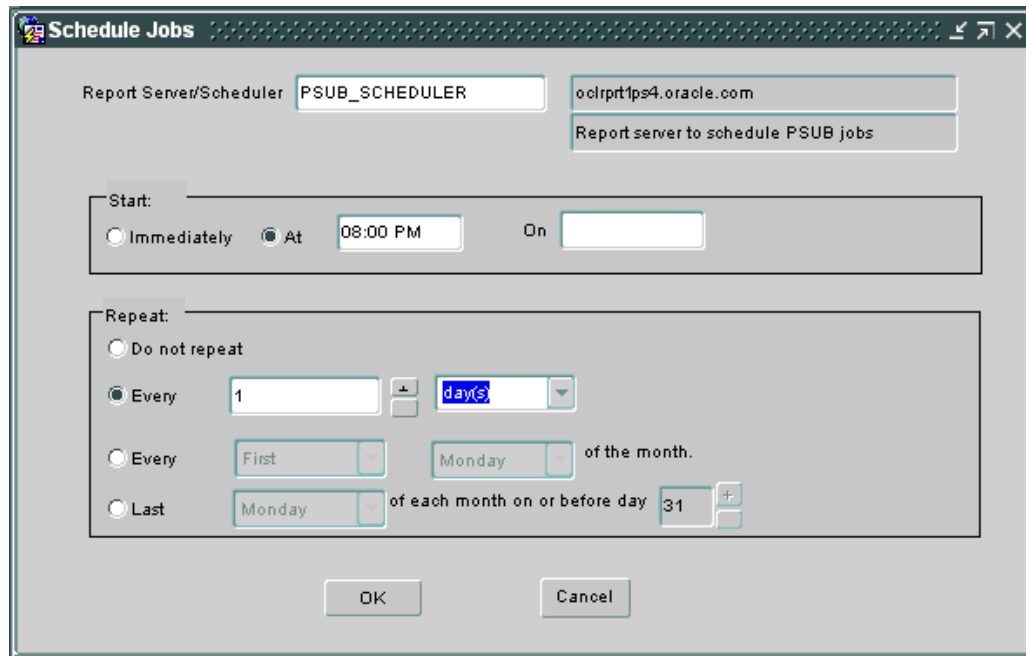 Schedule Jobs
Report Server/Scheduler PSUB_SCHEDULER oclrprt1ps4.oracle.com
Report server to schedule PSUB jobs
Start:
Immediately At 08:00 PM On
Repeat:
Do not repeat
Every 1 day(s)
Every First Monday of the month.
Last Monday of each month on or before day 31
OK Cancel